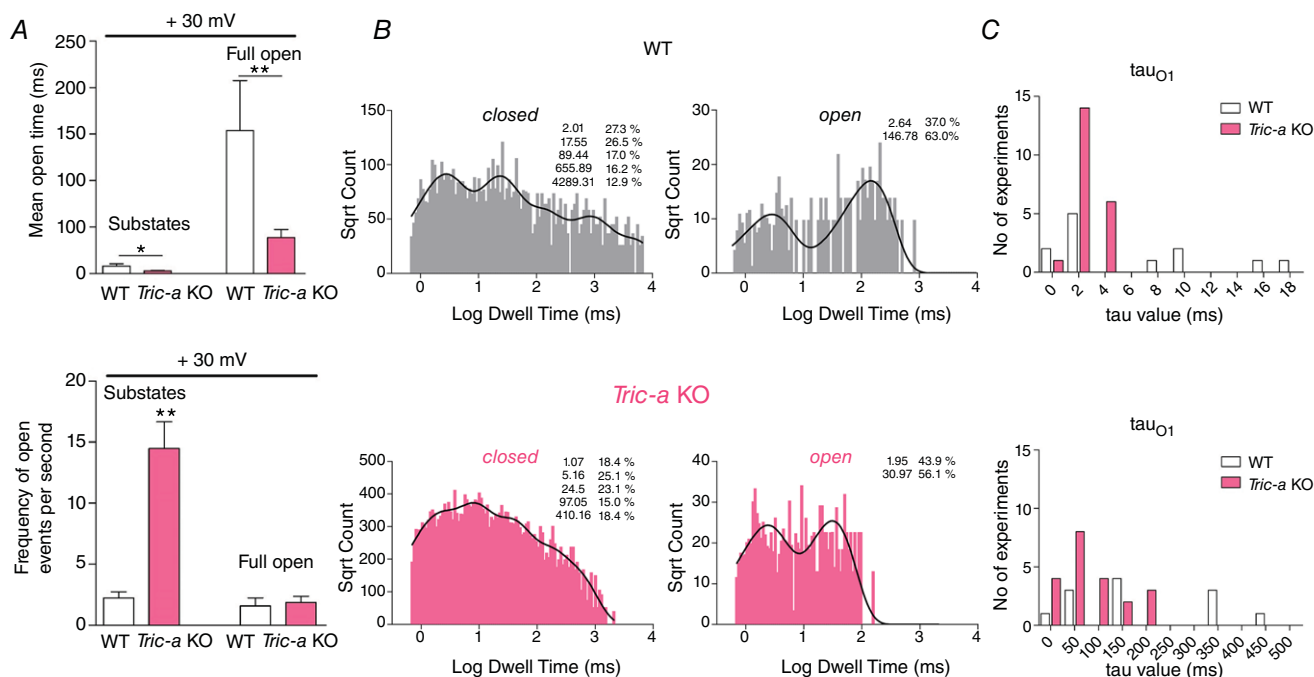 A
+ 30 mV
Mean open time (ms)
250
200
150
100
50
100
0
Substates
*
Full open
**
WT Tric-a KO
WT Tric-a KO
+ 30 mV
Frequency of open
events per second
20
15
10
5
0
Substates
**
Full open
WT Tric-a KO
WT Tric-a KO
B
WT
closed
2.01 27.3 %
17.55 26.5 %
89.44 17.0 %
655.89 16.2 %
4289.31 12.9 %
Sqrt Count
150
100
50
0
0 1 2 3 4
Log Dwell Time (ms)
open
2.64 37.0 %
146.78 63.0%
Sqrt Count
30
20
10
0
0 1 2 3 4
Log Dwell Time (ms)
Tric-a KO
closed
1.07 18.4 %
5.16 25.1 %
24.5 23.1 %
97.05 15.0 %
410.16 18.4 %
Sqrt Count
500
400
300
200
100
0
0 1 2 3 4
Log Dwell Time (ms)
open
1.95 43.9 %
30.97 56.1 %
Sqrt Count
40
30
20
10
0
0 1 2 3 4
Log Dwell Time (ms)
C
tauO1
WT
Tric-a KO
No of experiments
15
10
5
0
0 2 4 6 8 10 12 14 16 18
tau value (ms)
tauO1
WT
Tric-a KO
No of experiments
15
10
5
0
0 50 100 150 200 250 300 350 400 450 500
tau value (ms)